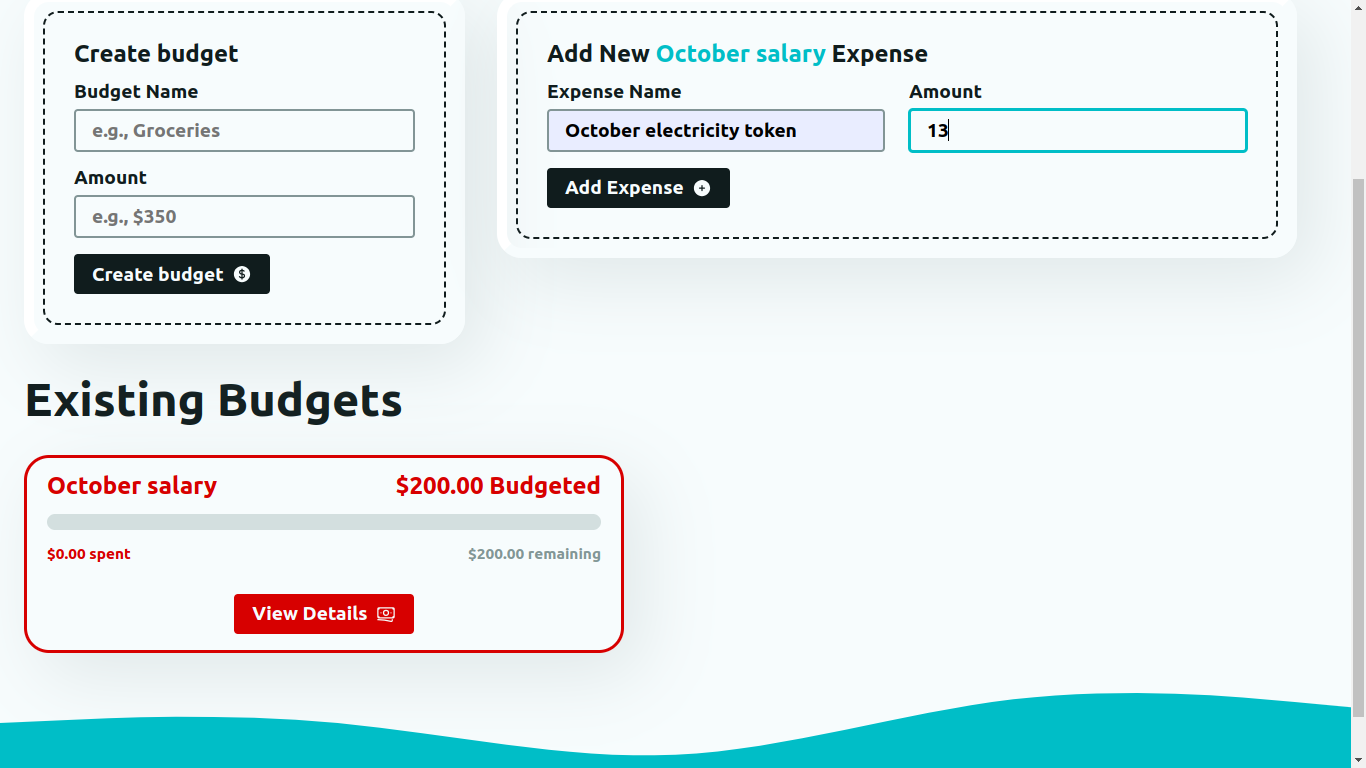 Create budget
Budget Name
e.g., Groceries
Amount
e.g., $350
Create budget
Add New October salary Expense
Expense Name
Amount
October electricity token
13
Add Expense
Existing Budgets
October salary
$200.00 Budgeted
$0.00 spent
$200.00 remaining
View Details